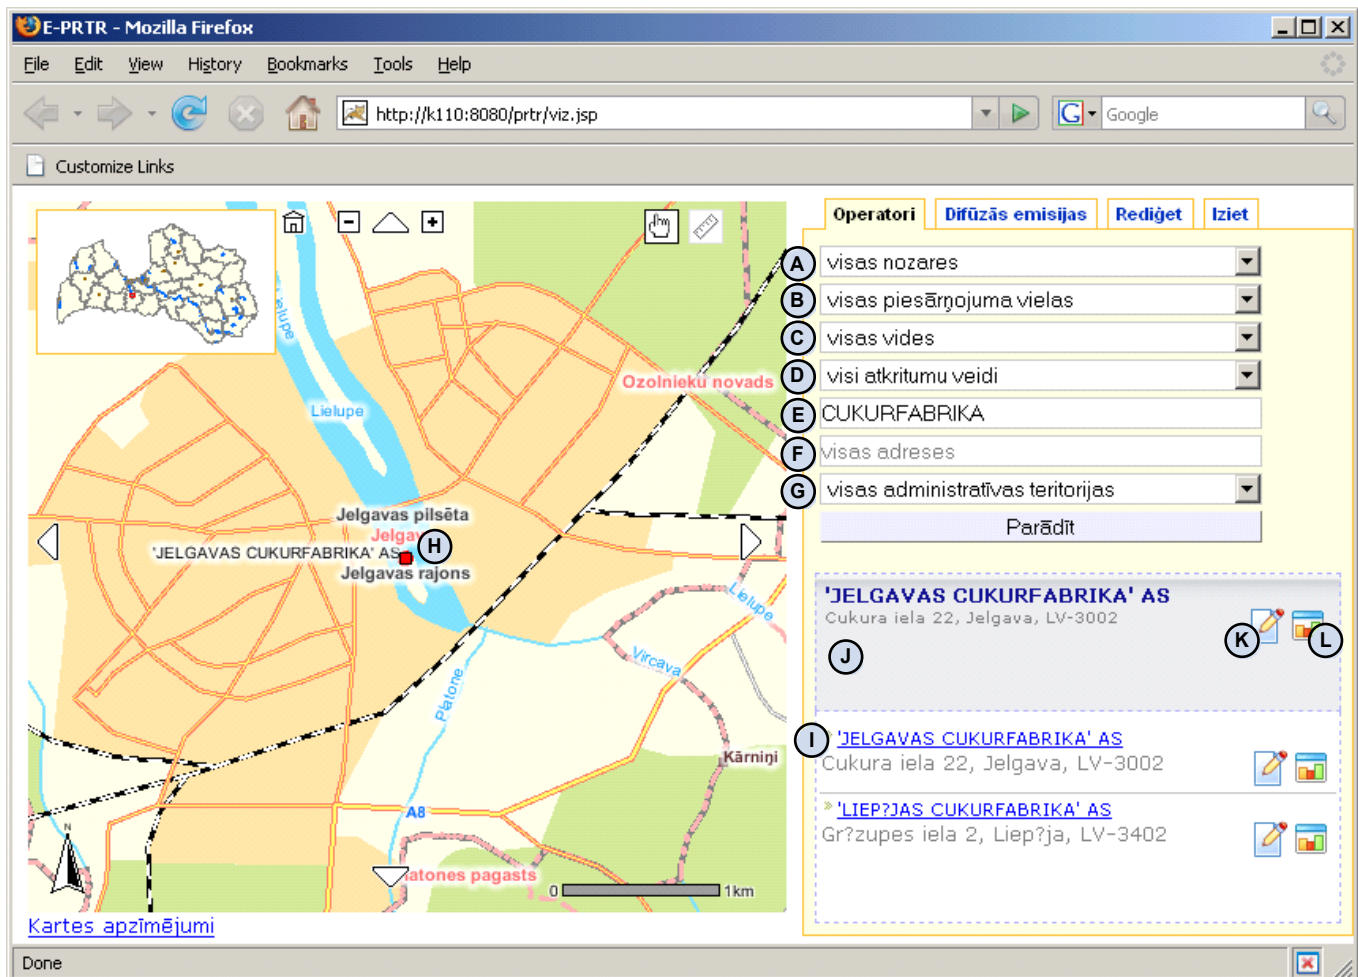 E-PRTR - Mozilla Firefox
File Edit View History Bookmarks Tools Help
http://k110:8080/prtr/viz.jsp
G Google
Customize Links
Operatori Difūzās emisijas Rediģet Iziet
A visas nozares
B visas piesārņojuma vielas
C visas vides
D visi atkritumu veidi
E CUKURFABRIKA
F visas adreses
G visas administratīvas teritorijas
Parādīt
Lielupe
Ozolnieku novads
Lielupe
Jelgavas pilsēta
Jelgav
H
'JELGAVAS CUKURFABRIKA' AS
Jelgavas rajons
Lielupe
Vircava
Platone
Kārniņi
A8
N
atones pagasts
0 1km
Kartes apzīmējumi
'JELGAVAS CUKURFABRIKA' AS
Cukura iela 22, Jelgava, LV-3002
J K L
I 'JELGAVAS CUKURFABRIKA' AS
Cukura iela 22, Jelgava, LV-3002
» 'LIEP?JAS CUKURFABRIKA' AS
Gr?zupes iela 2, Liep?ja, LV-3402
Done